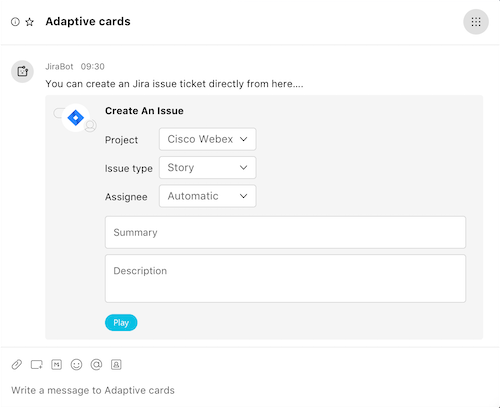 Adaptive cards
JiraBot 09:30
You can create an Jira issue ticket directly from here....
Create An Issue
Project Cisco Webex
Issue type Story
Assignee Automatic
Summary
Description
Play
Write a message to Adaptive cards